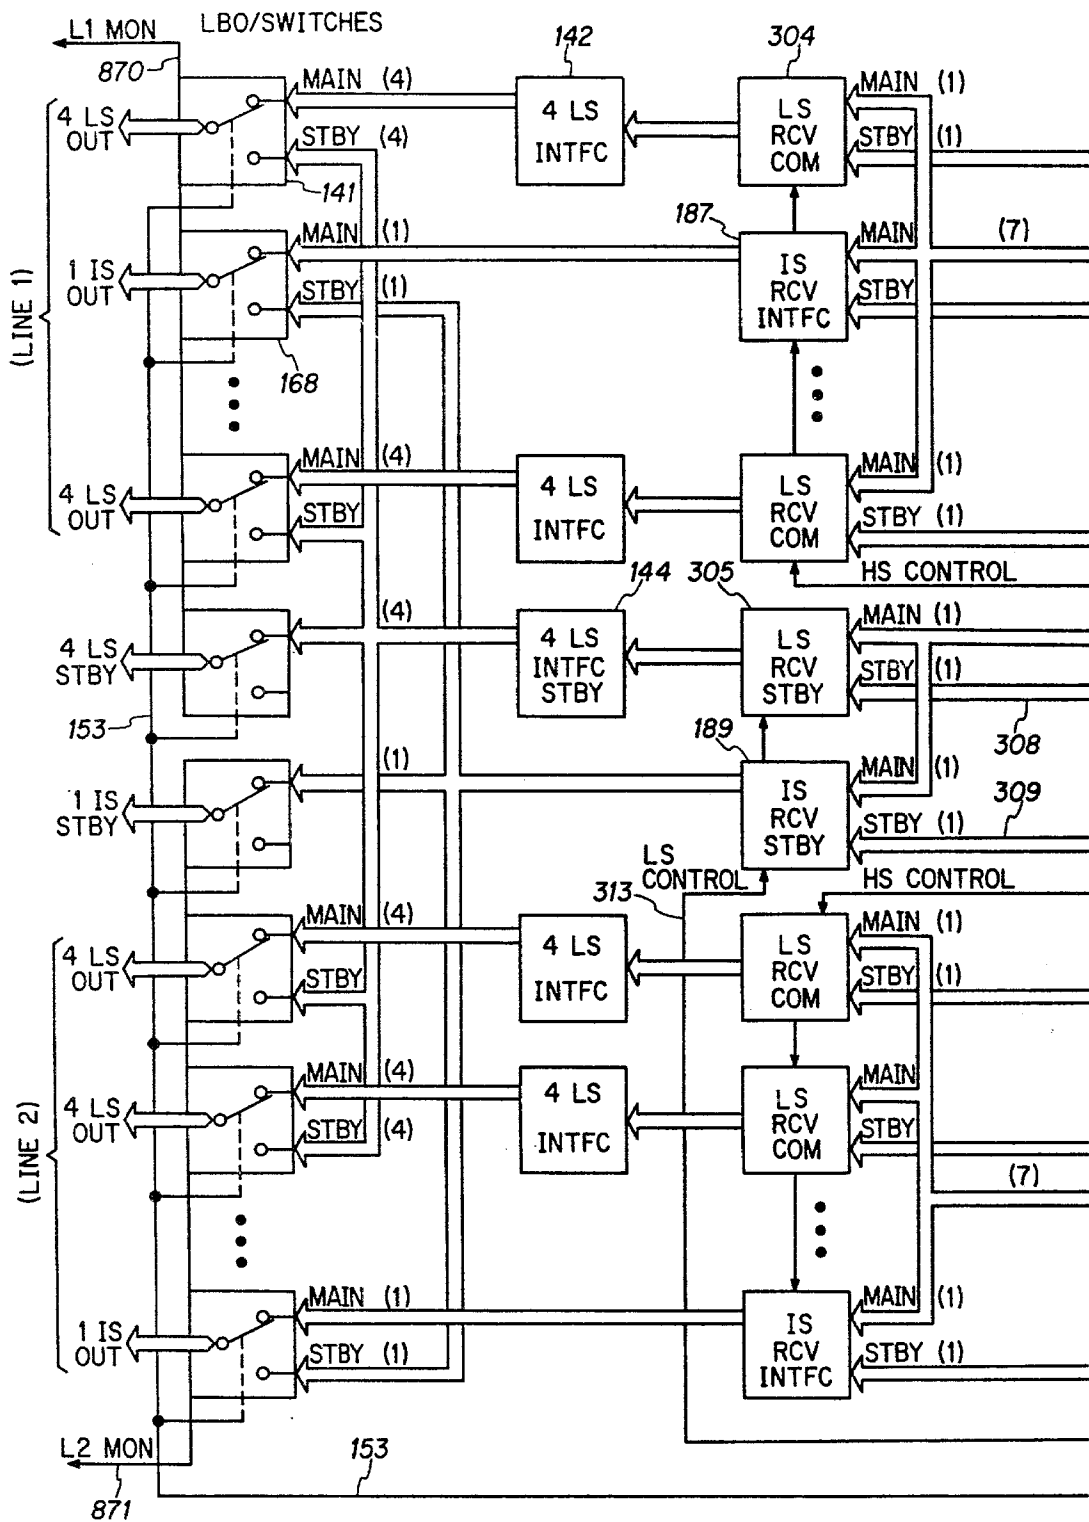 L1 MON
LBO/SWITCHES
870
142
304
4 LS
OUT
MAIN (4)
STBY (4)
141
4 LS
INTFC
LS
RCV
COM
MAIN (1)
STBY (1)
(LINE 1)
1 IS
OUT
MAIN (1)
STBY (1)
168
187
IS
RCV
INTFC
MAIN
(7)
STBY
4 LS
OUT
MAIN (4)
STBY
4 LS
INTFC
LS
RCV
COM
MAIN (1)
STBY (1)
HS CONTROL
4 LS
STBY
(4)
144
4 LS
INTFC
STBY
305
LS
RCV
STBY
MAIN (1)
STBY (1)
308
153
1 IS
STBY
(1)
189
IS
RCV
STBY
MAIN (1)
309
STBY (1)
LS
CONTROL
313
HS CONTROL
(LINE 2)
4 LS
OUT
MAIN (4)
STBY
4 LS
INTFC
LS
RCV
COM
MAIN (1)
STBY (1)
4 LS
OUT
MAIN (4)
STBY (4)
4 LS
INTFC
LS
RCV
COM
MAIN
STBY
(7)
1 IS
OUT
MAIN (1)
STBY (1)
IS
RCV
INTFC
MAIN (1)
STBY (1)
L2 MON
871
153